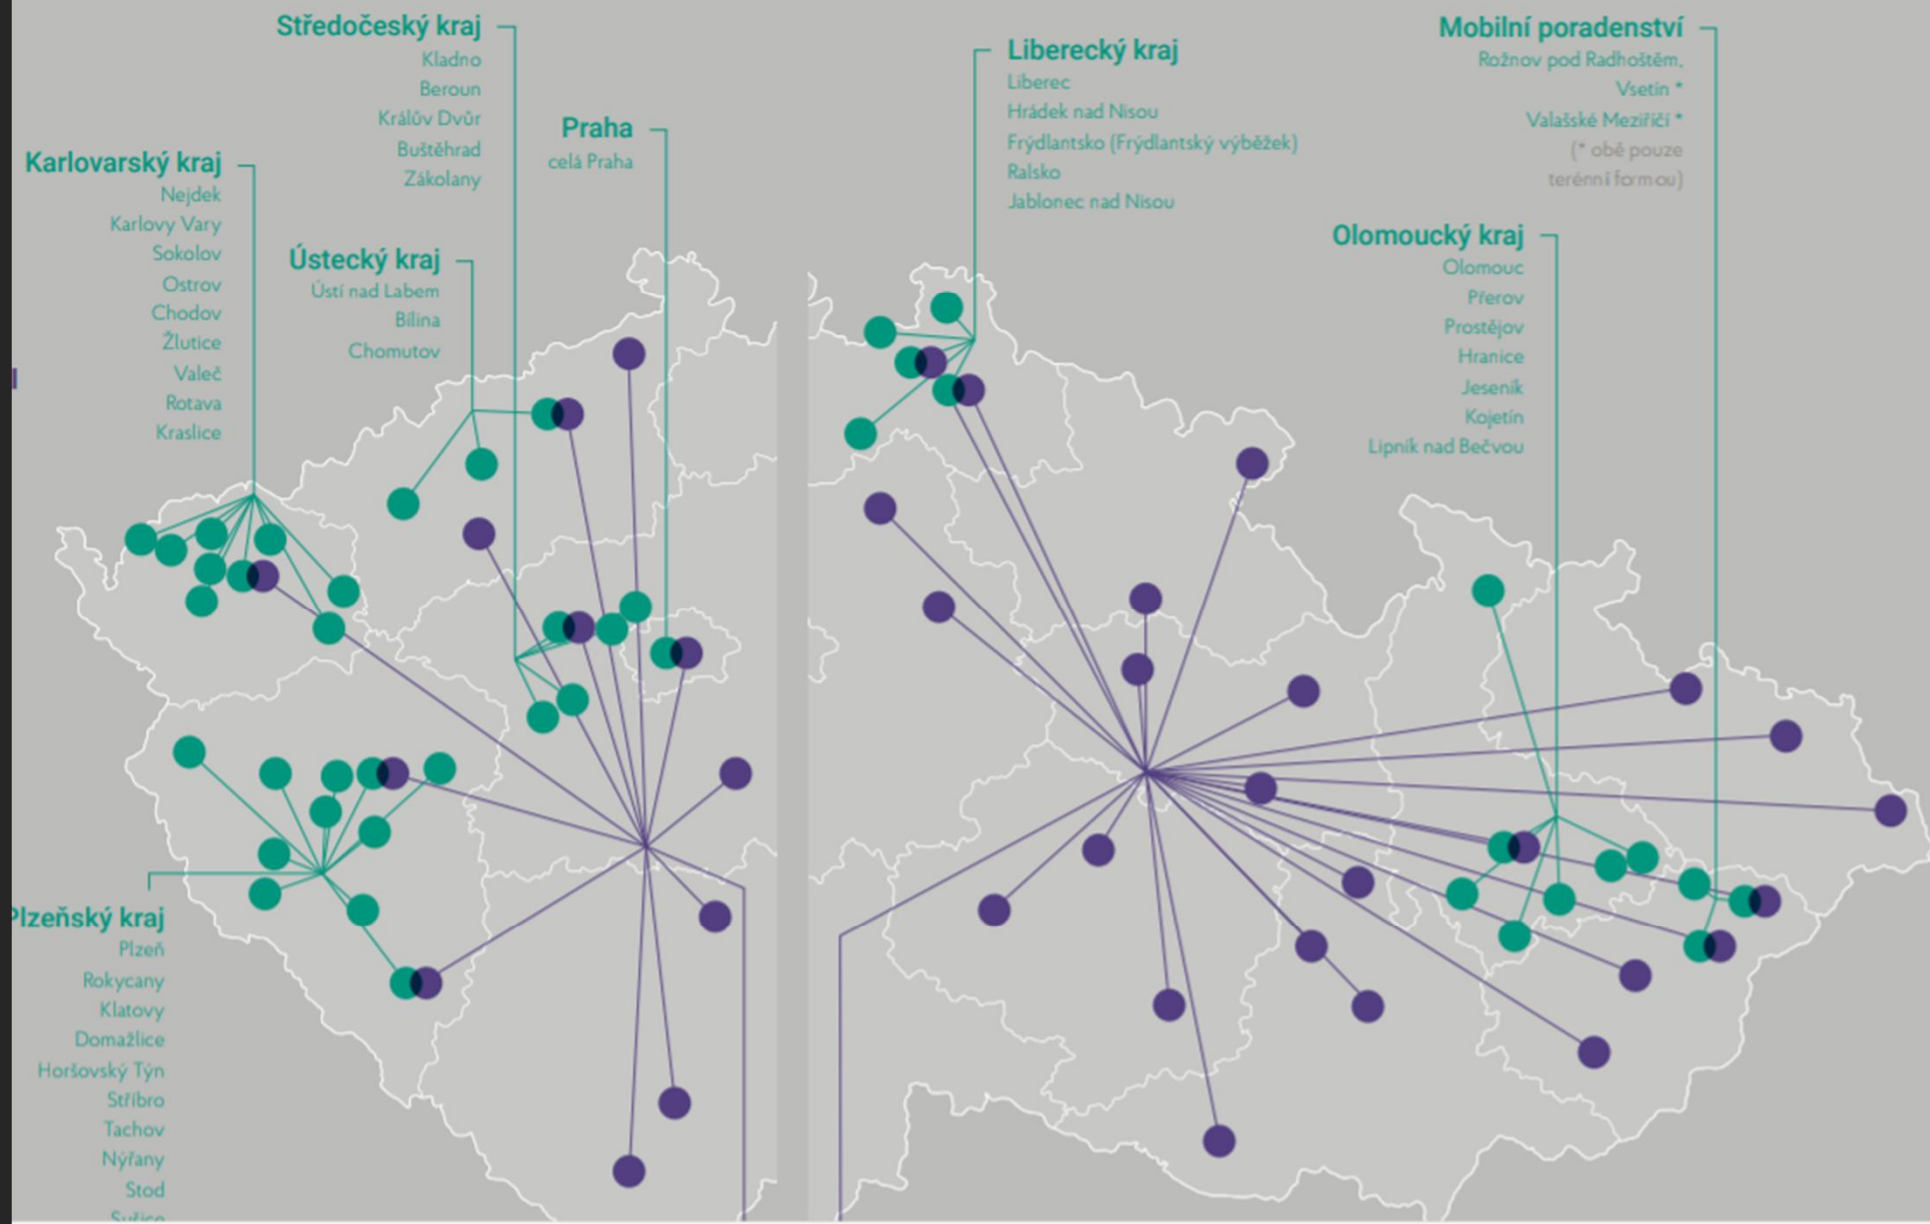 Středočeský kraj
Kladno
Beroun
Králův Dvůr
Buštěhrad
Zákolany
Praha
celá Praha
Karlovarský kraj
Nejdek
Karlovy Vary
Sokolov
Ostrov
Chodov
Žlutice
Valeč
Rotava
Kraslice
Ústecký kraj
Ústí nad Labem
Bílina
Chomutov
Plzeňský kraj
Plzeň
Rokycany
Klatovy
Domažlice
Horšovský Týn
Stříbro
Tachov
Nýřany
Stod
Sušice
Liberecký kraj
Liberec
Hrádek nad Nisou
Frýdlantsko (Frýdlantský výběžek)
Ralsko
Jablonec nad Nisou
Mobilní poradenství
Rožnov pod Radhoštěm,
Vsetín *
Valašské Meziříčí *
(* obě pouze
terénní formou)
Olomoucký kraj
Olomouc
Přerov
Prostějov
Hranice
Jeseník
Kojetín
Lipník nad Bečvou